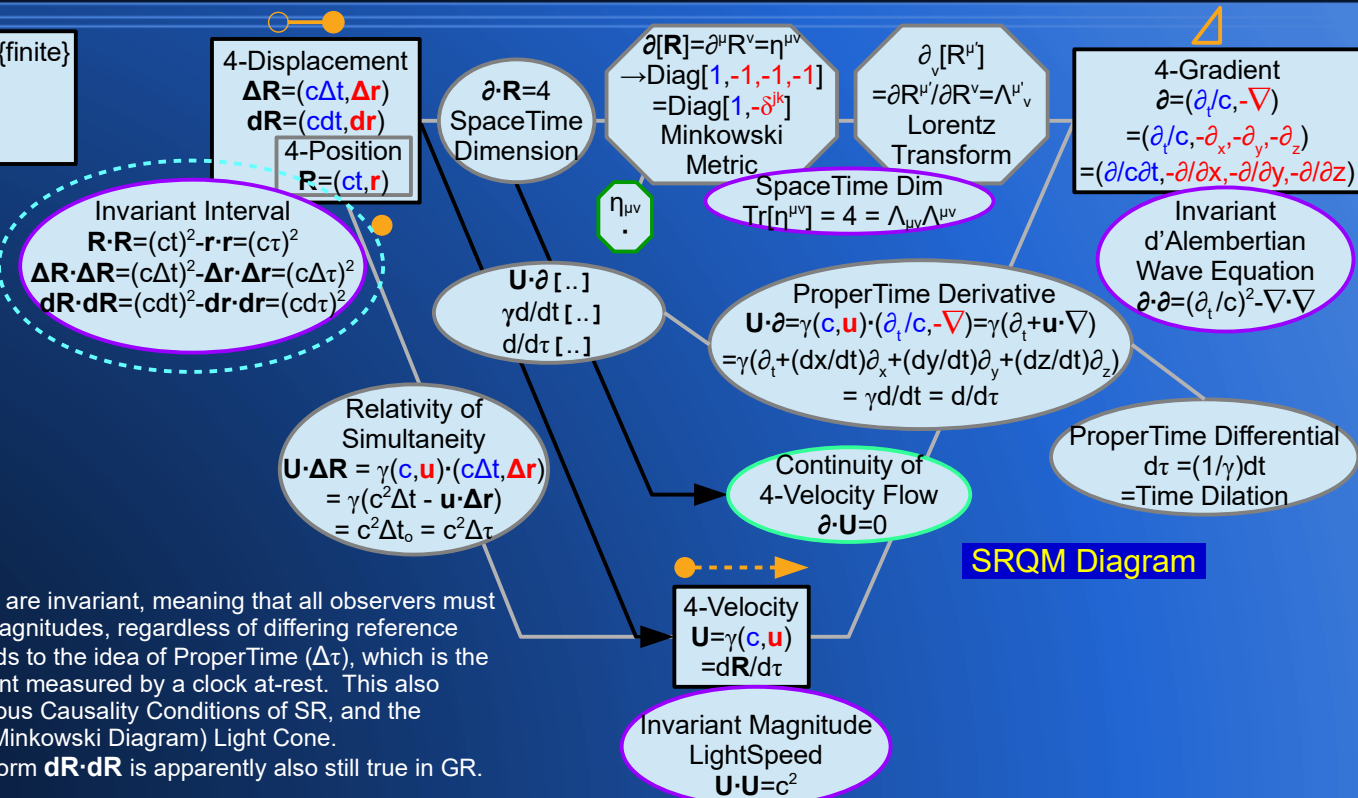 {finite}
4-Displacement
ΔR=(cΔt,Δr)
dR=(cdt,dr)
4-Position
R=(ct,r)
Invariant Interval
R·R=(ct)²-r·r=(cτ)²
ΔR·ΔR=(cΔt)²-Δr·Δr=(cΔτ)²
dR·dR=(cdt)²-dr·dr=(cdτ)²
∂·R=4
SpaceTime
Dimension
∂[R]=∂^μR^ν=η^μν
→Diag[1,-1,-1,-1]
=Diag[1,-δ^jk]
Minkowski
Metric
∂_ν[R^μ']
=∂R^μ'/∂R^ν=Λ^μ'_ν
Lorentz
Transform
4-Gradient
∂=(∂_t/c,-∇)
=(∂_t/c,-∂_x,-∂_y,-∂_z)
=(∂/c∂t,-∂/∂x,-∂/∂y,-∂/∂z)
SpaceTime Dim
Tr[η^μν] = 4 = Λ_μνΛ^μν
η_μν
·
Invariant
d'Alembertian
Wave Equation
∂·∂=(∂_t/c)²-∇·∇
U·∂ [..]
γd/dt [..]
d/dτ [..]
ProperTime Derivative
U·∂=γ(c,u)·(∂_t/c,-∇)=γ(∂_t+u·∇)
=γ(∂_t+(dx/dt)∂_x+(dy/dt)∂_y+(dz/dt)∂_z)
= γd/dt = d/dτ
Relativity of
Simultaneity
U·ΔR = γ(c,u)·(cΔt,Δr)
= γ(c²Δt - u·Δr)
= c²Δt_o = c²Δτ
Continuity of
4-Velocity Flow
∂·U=0
ProperTime Differential
dτ =(1/γ)dt
=Time Dilation
SRQM Diagram
4-Velocity
U=γ(c,u)
=dR/dτ
Invariant Magnitude
LightSpeed
U·U=c²
are invariant, meaning that all observers must
agnitudes, regardless of differing reference
ds to the idea of ProperTime (Δτ), which is the
nt measured by a clock at-rest. This also
ous Causality Conditions of SR, and the
Minkowski Diagram) Light Cone.
orm dR·dR is apparently also still true in GR.